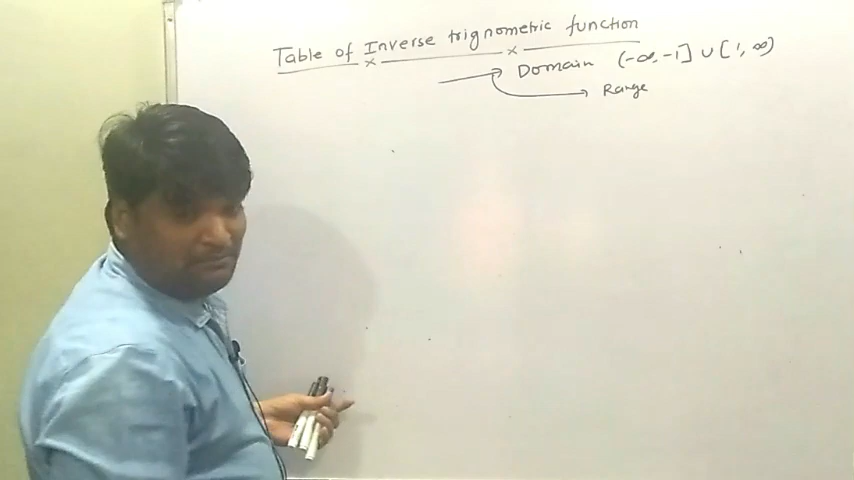 Table of Inverse trignometric function
Domain (-∞, -1] ∪ [1, ∞)
Range